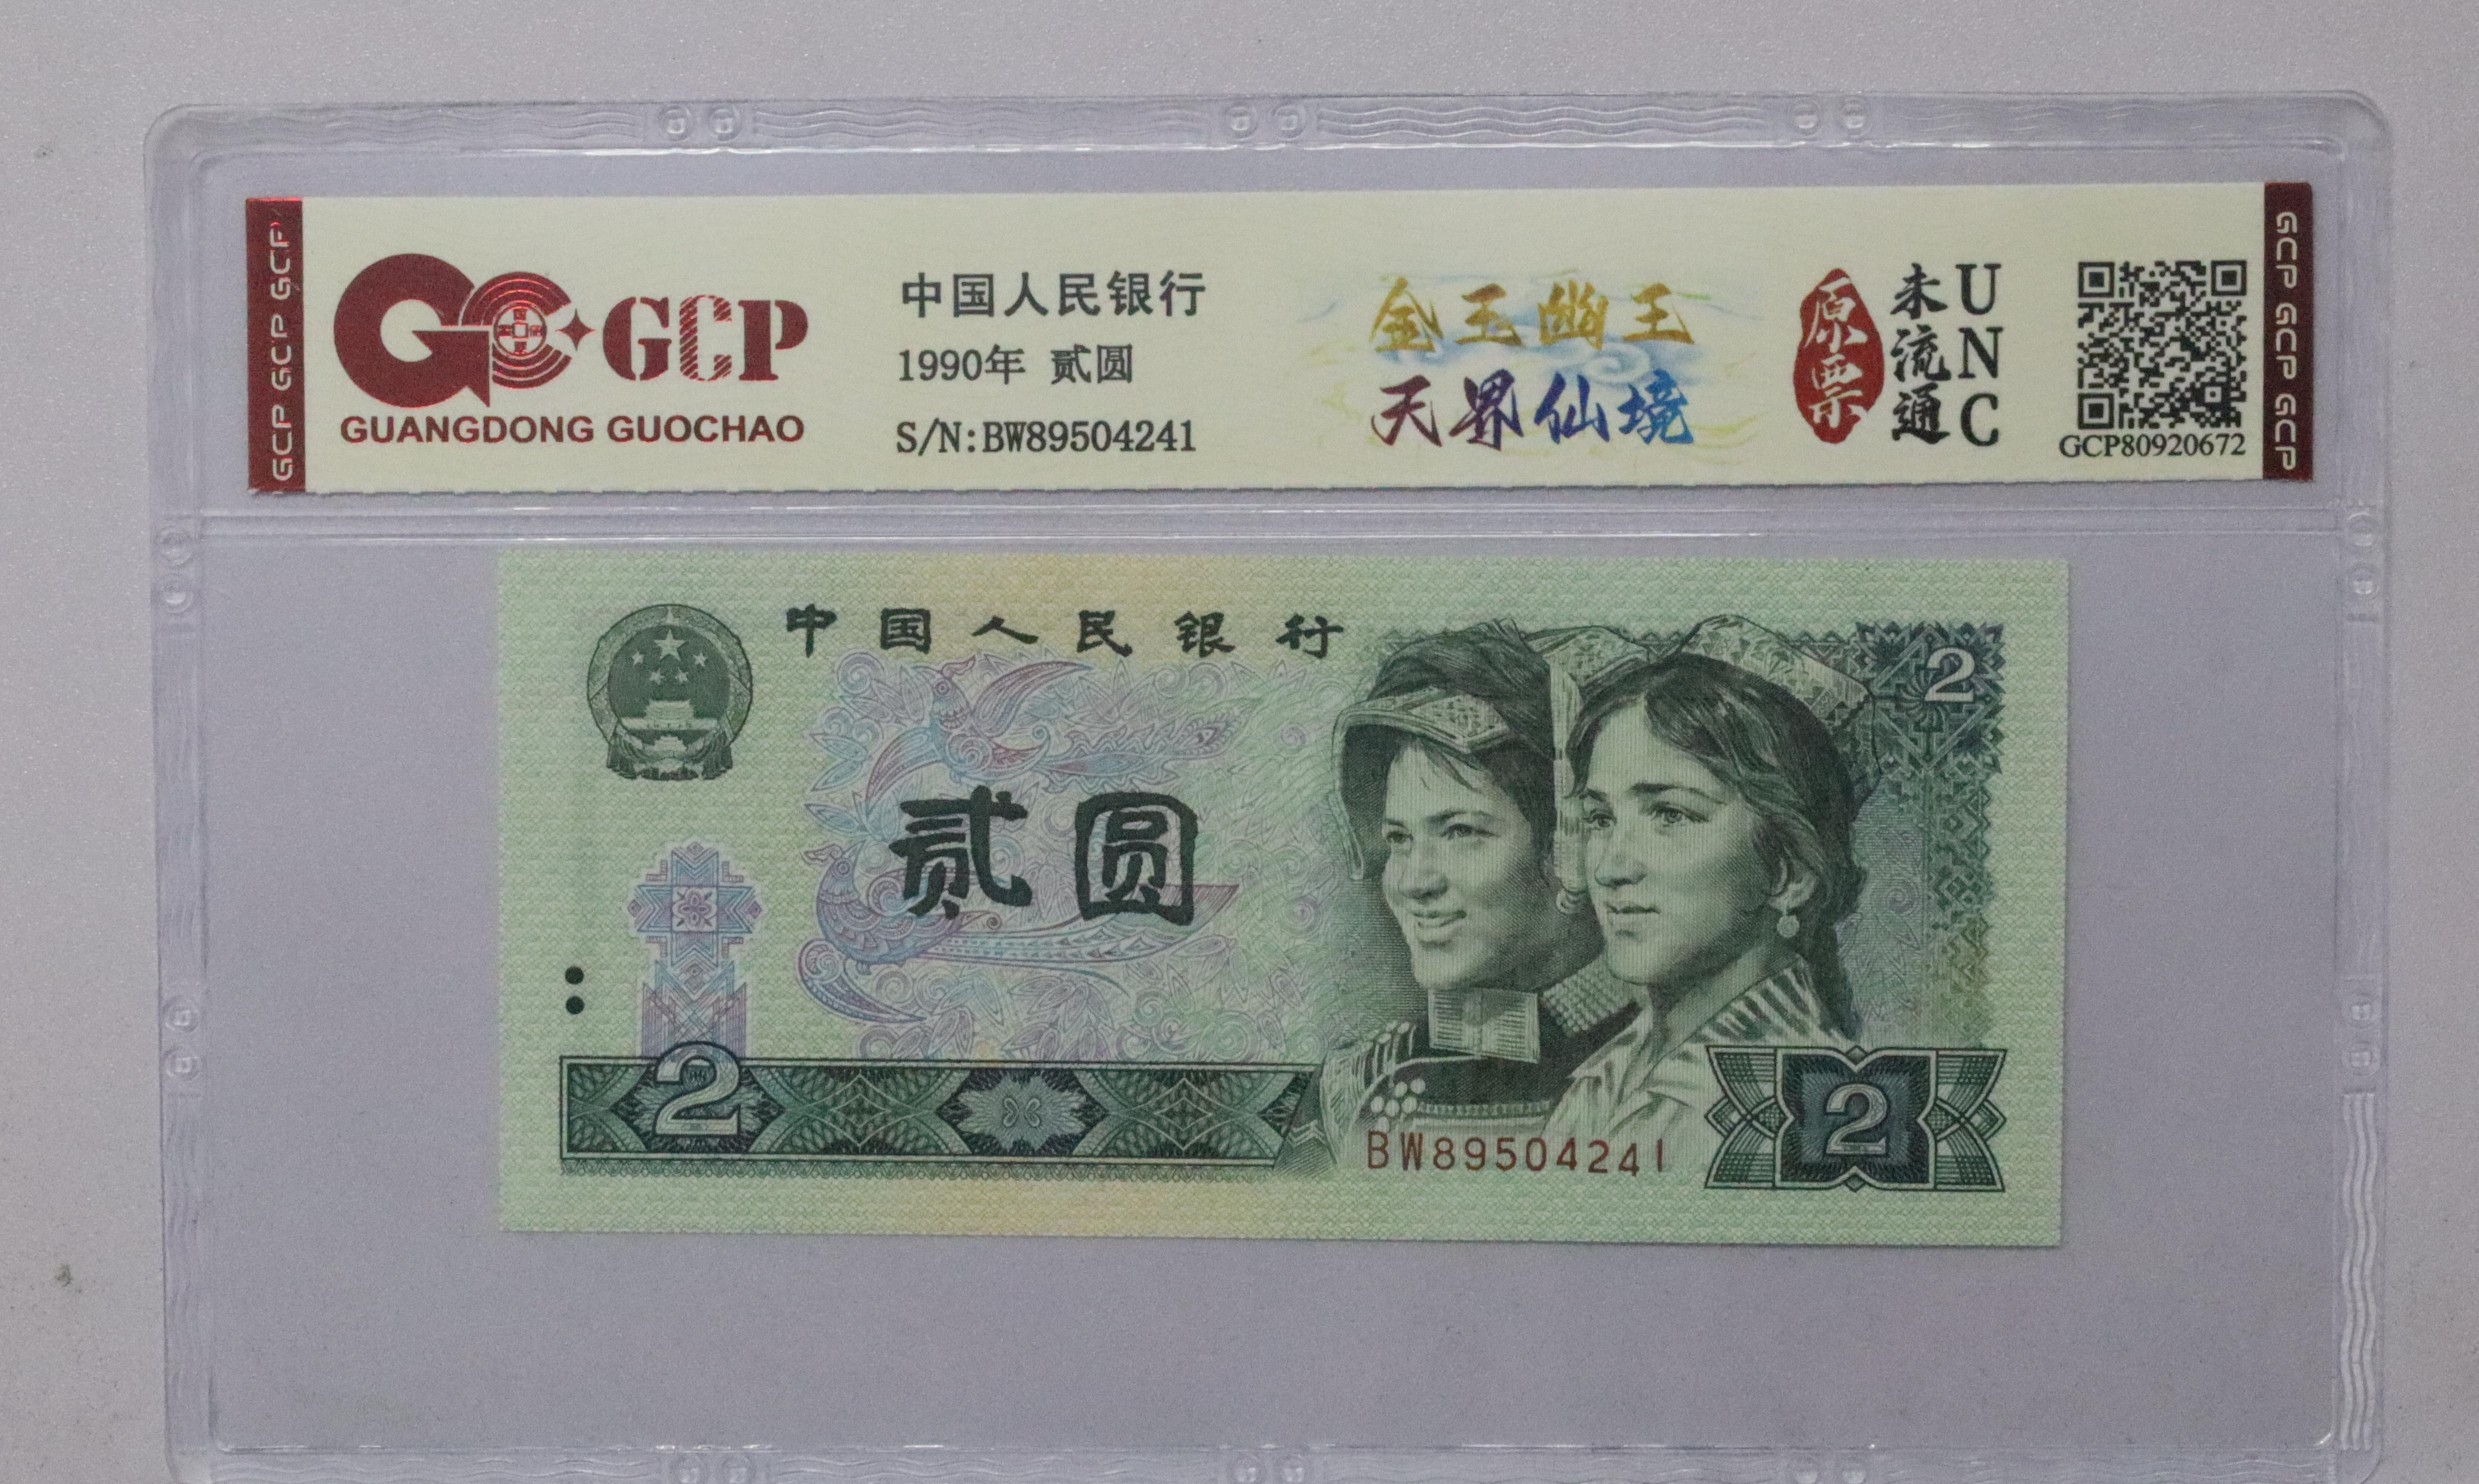 GCP GCP GCP
GCP
GUANGDONG GUOCHAO
中国人民银行
1990年 贰圆
S/N:BW89504241
金玉幽王
天界仙境
原票
未流通
UNC
GCP80920672
GCP GCP GCP
中国人民银行
2
贰圆
2
BW89504241
2